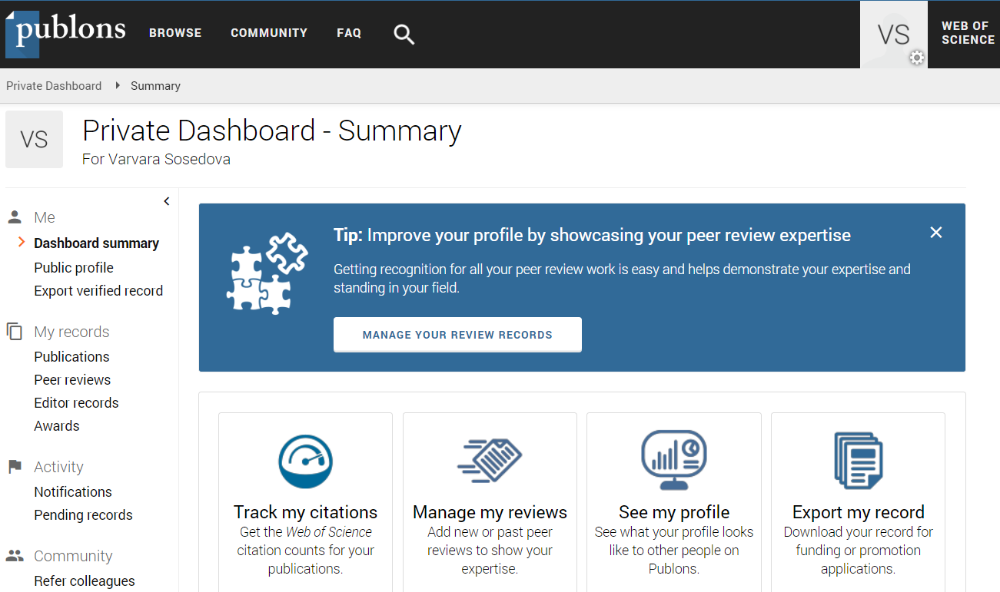 publons
BROWSE
COMMUNITY
FAQ
VS
WEB OF
SCIENCE
Private Dashboard
Summary
VS
Private Dashboard - Summary
For Varvara Sosedova
Me
Dashboard summary
Public profile
Export verified record
My records
Publications
Peer reviews
Editor records
Awards
Activity
Notifications
Pending records
Community
Refer colleagues
Tip: Improve your profile by showcasing your peer review expertise
Getting recognition for all your peer review work is easy and helps demonstrate your expertise and
standing in your field.
MANAGE YOUR REVIEW RECORDS
Track my citations
Get the Web of Science
citation counts for your
publications.
Manage my reviews
Add new or past peer
reviews to show your
expertise.
See my profile
See what your profile looks
like to other people on
Publons.
Export my record
Download your record for
funding or promotion
applications.